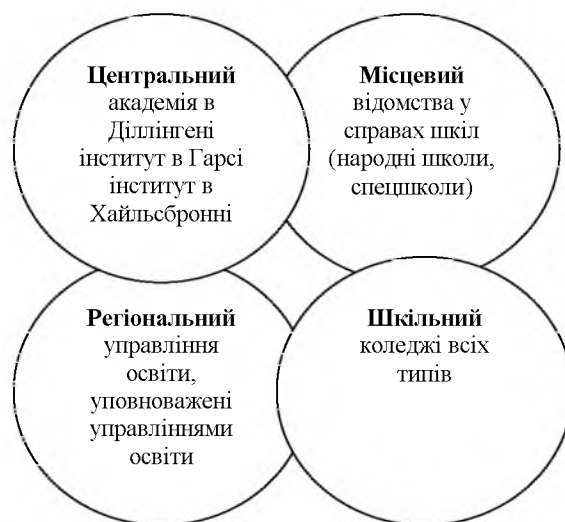 Центральний
академія в
Діллінгені
інститут в Гарсі
інститут в
Хайльсбронні
Місцевий
відомства у
справах шкіл
(народні школи,
спецшколи)
Регіональний
управління
освіти,
уповноважені
управліннями
освіти
Шкільний
коледжі всіх
типів